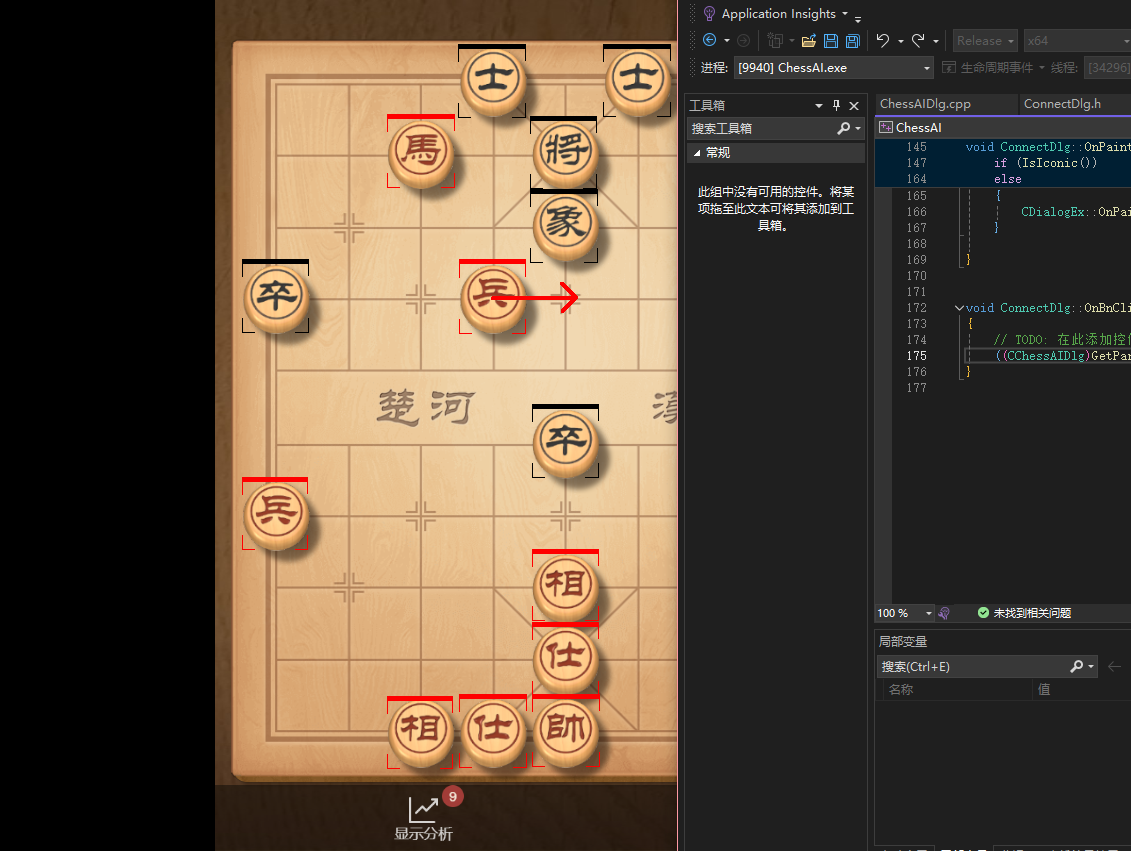 Application Insights
Release
x64
进程:
[9940] ChessAI.exe
生命周期事件
线程:
[34296]
工具箱
搜索工具箱
常规
此组中没有可用的控件。将某
项拖至此文本可将其添加到工
具箱。
ChessAIDlg.cpp
ConnectDlg.h
ChessAI
145 void ConnectDlg::OnPaint
147 if (IsIconic())
164 else
165 {
166 CDialogEx::OnPai
167 }
168
169 }
170
171
172 void ConnectDlg::OnBnCli
173 {
174 // TODO: 在此添加控件
175 ((CChessAIDlg)GetPar
176 }
177
100 %
未找到相关问题
局部变量
搜索(Ctrl+E)
名称
值
士
士
馬
將
象
卒
兵
楚河
卒
兵
相
仕
相
仕
帥
9
显示分析